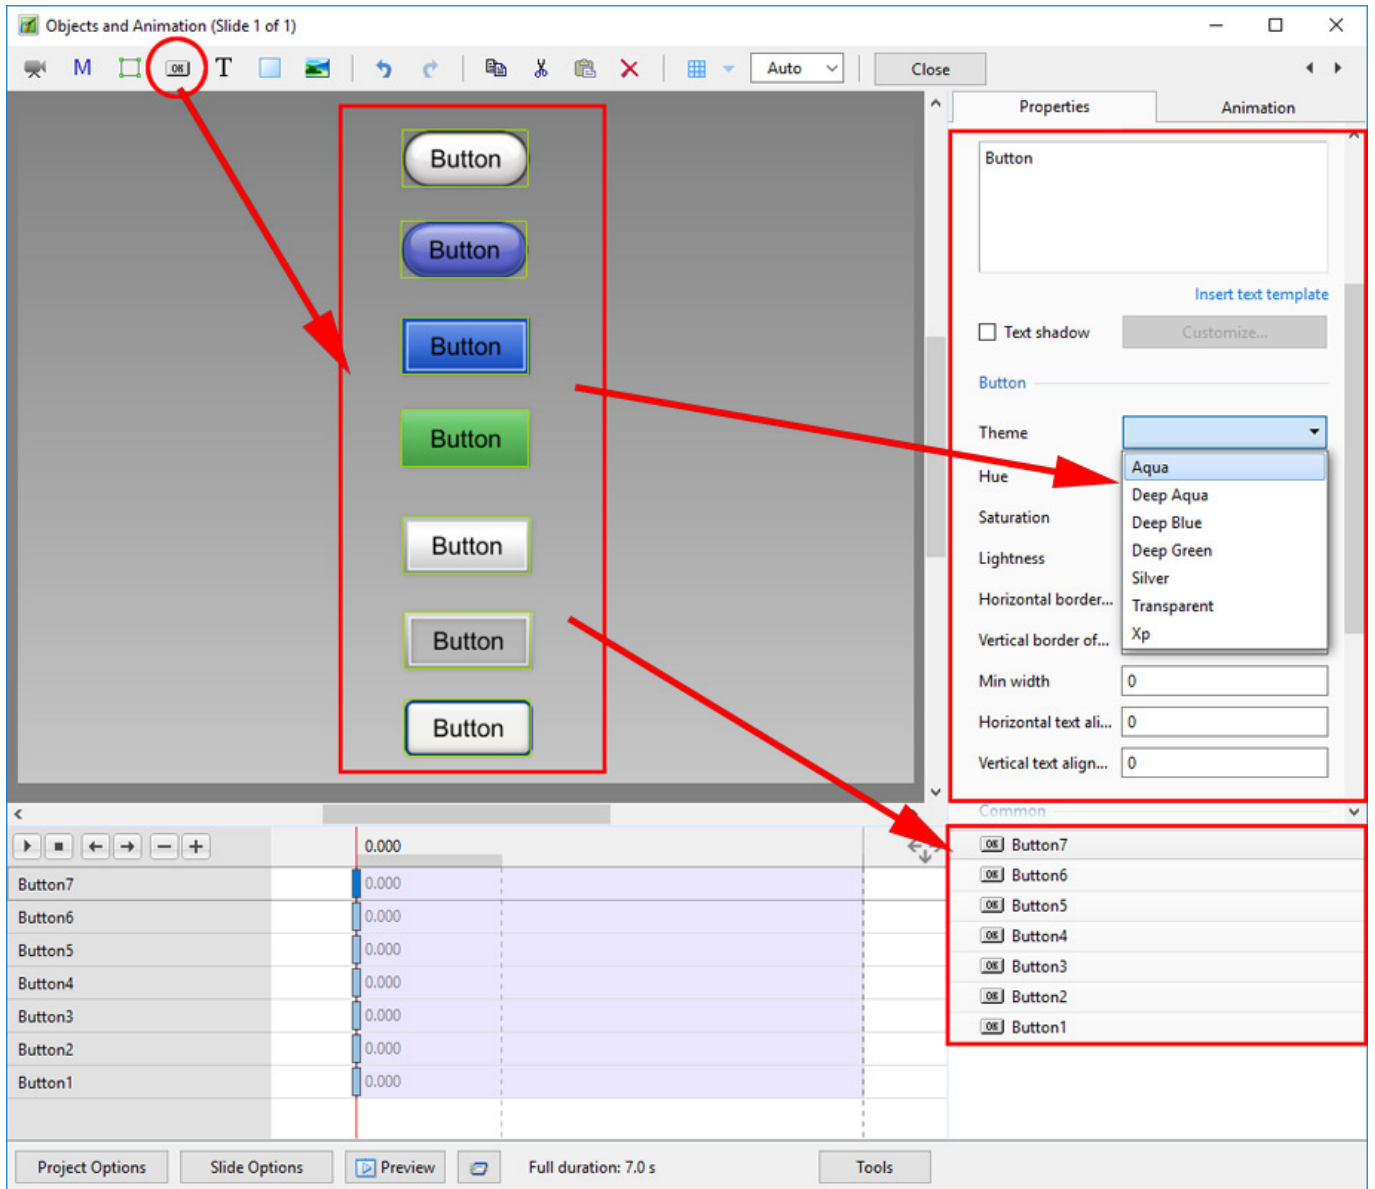 Objects and Animation (Slide 1 of 1)
M OK T Auto Close
Properties Animation
Button
Button
Button
Button
Button
Button
Button
Button
Insert text template
Text shadow Customize...
Button
Theme
Hue
Saturation
Lightness
Horizontal border...
Vertical border of...
Aqua
Deep Aqua
Deep Blue
Deep Green
Silver
Transparent
Xp
Min width 0
Horizontal text ali... 0
Vertical text align... 0
Common
0.000
Button7 0.000
Button6 0.000
Button5 0.000
Button4 0.000
Button3 0.000
Button2 0.000
Button1 0.000
OK Button7
OK Button6
OK Button5
OK Button4
OK Button3
OK Button2
OK Button1
Project Options Slide Options Preview Full duration: 7.0 s Tools